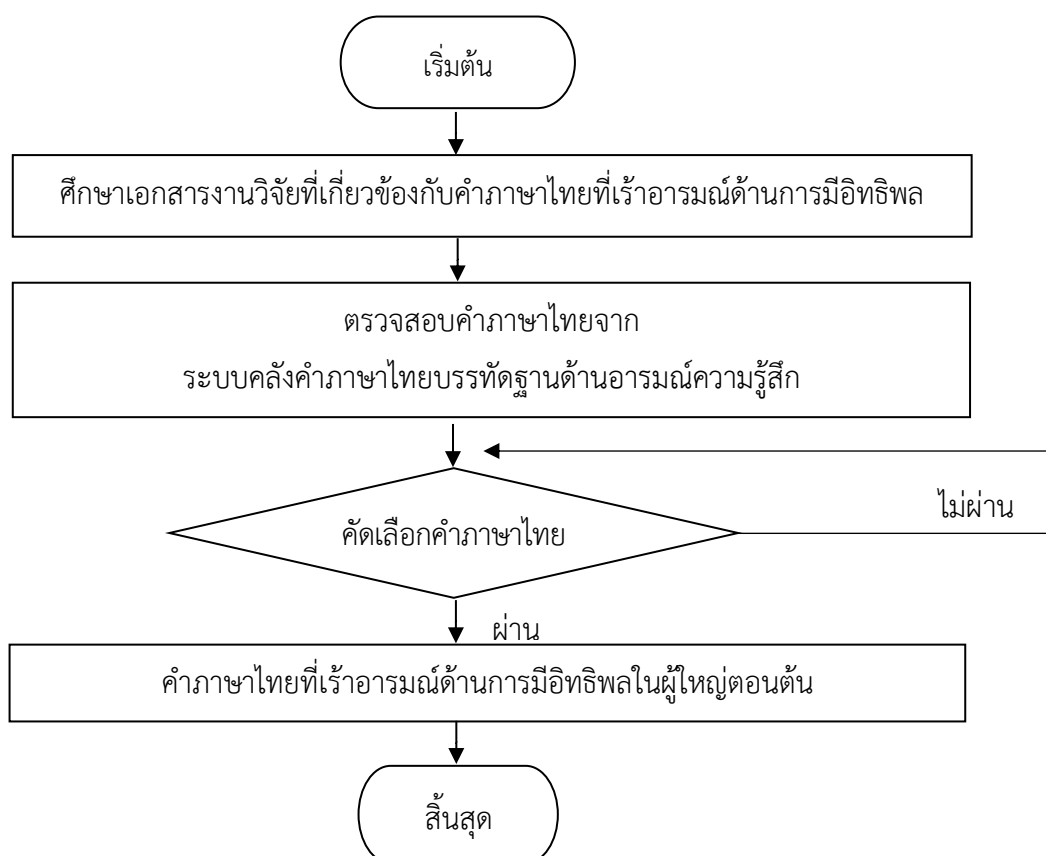 เริ่มต้น
ศึกษาเอกสารงานวิจัยที่เกี่ยวข้องกับคำภาษาไทยที่เร้าอารมณ์ด้านการมีอิทธิพล
ตรวจสอบคำภาษาไทยจาก
ระบบคลังคำภาษาไทยบรรทัดฐานด้านอารมณ์ความรู้สึก
คัดเลือกคำภาษาไทย
ไม่ผ่าน
ผ่าน
คำภาษาไทยที่เร้าอารมณ์ด้านการมีอิทธิพลในผู้ใหญ่ตอนต้น
สิ้นสุด